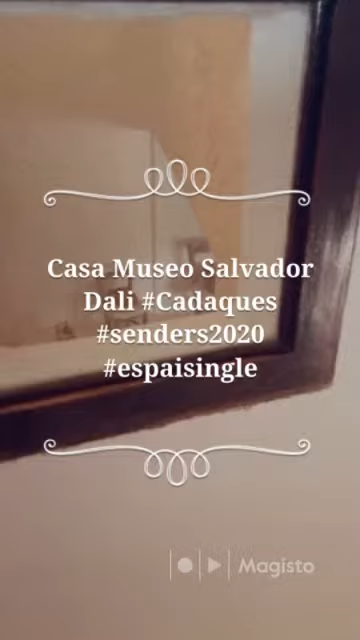 Casa Museo Salvador
Dali #Cadaques
#senders2020
#espaisingle
Magisto